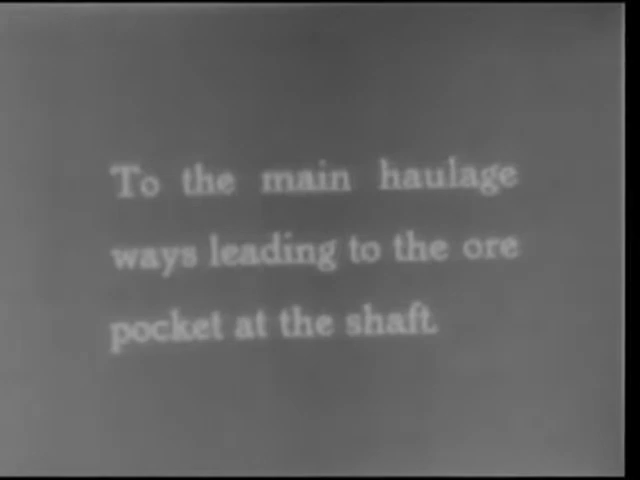 To the main haulage
ways leading to the ore
pocket at the shaft.